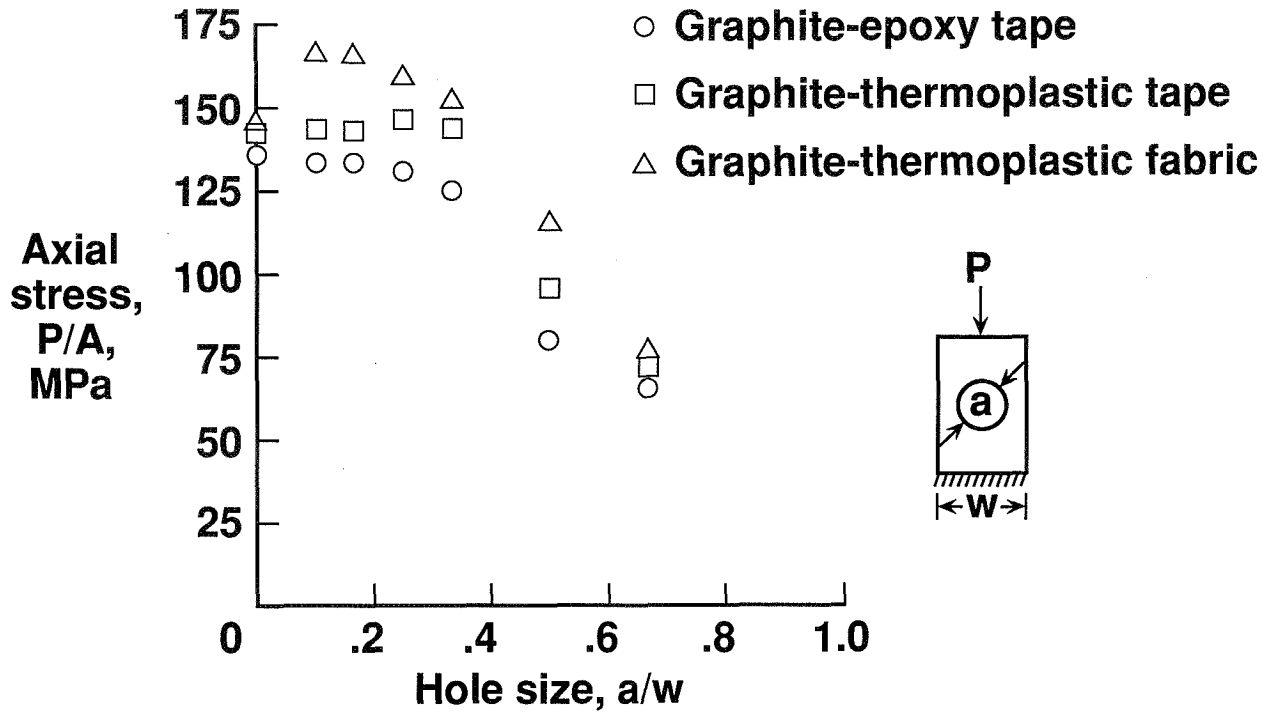 175
150
125
100
75
50
25
0
.2
.4
.6
.8
1.0
Axial
stress,
P/A,
MPa
Hole size, a/w
Graphite-epoxy tape
Graphite-thermoplastic tape
Graphite-thermoplastic fabric
P
a
w